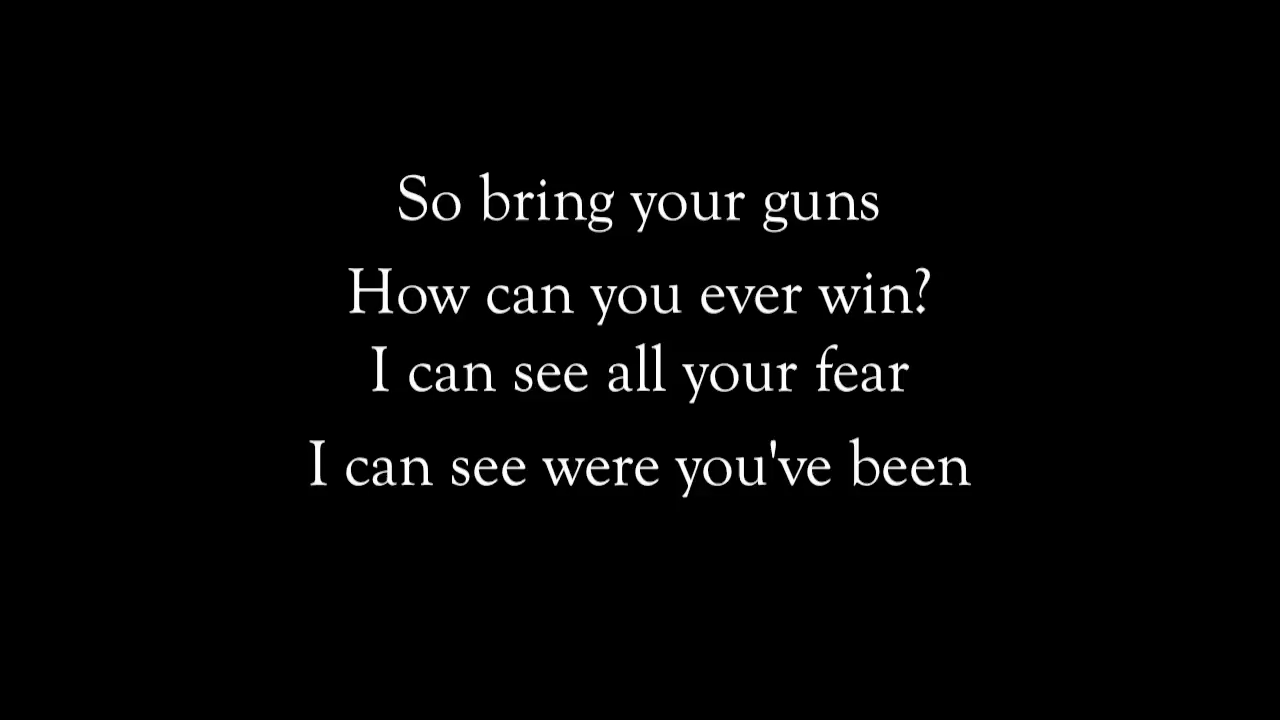 So bring your guns
How can you ever win?
I can see all your fear
I can see were you've been